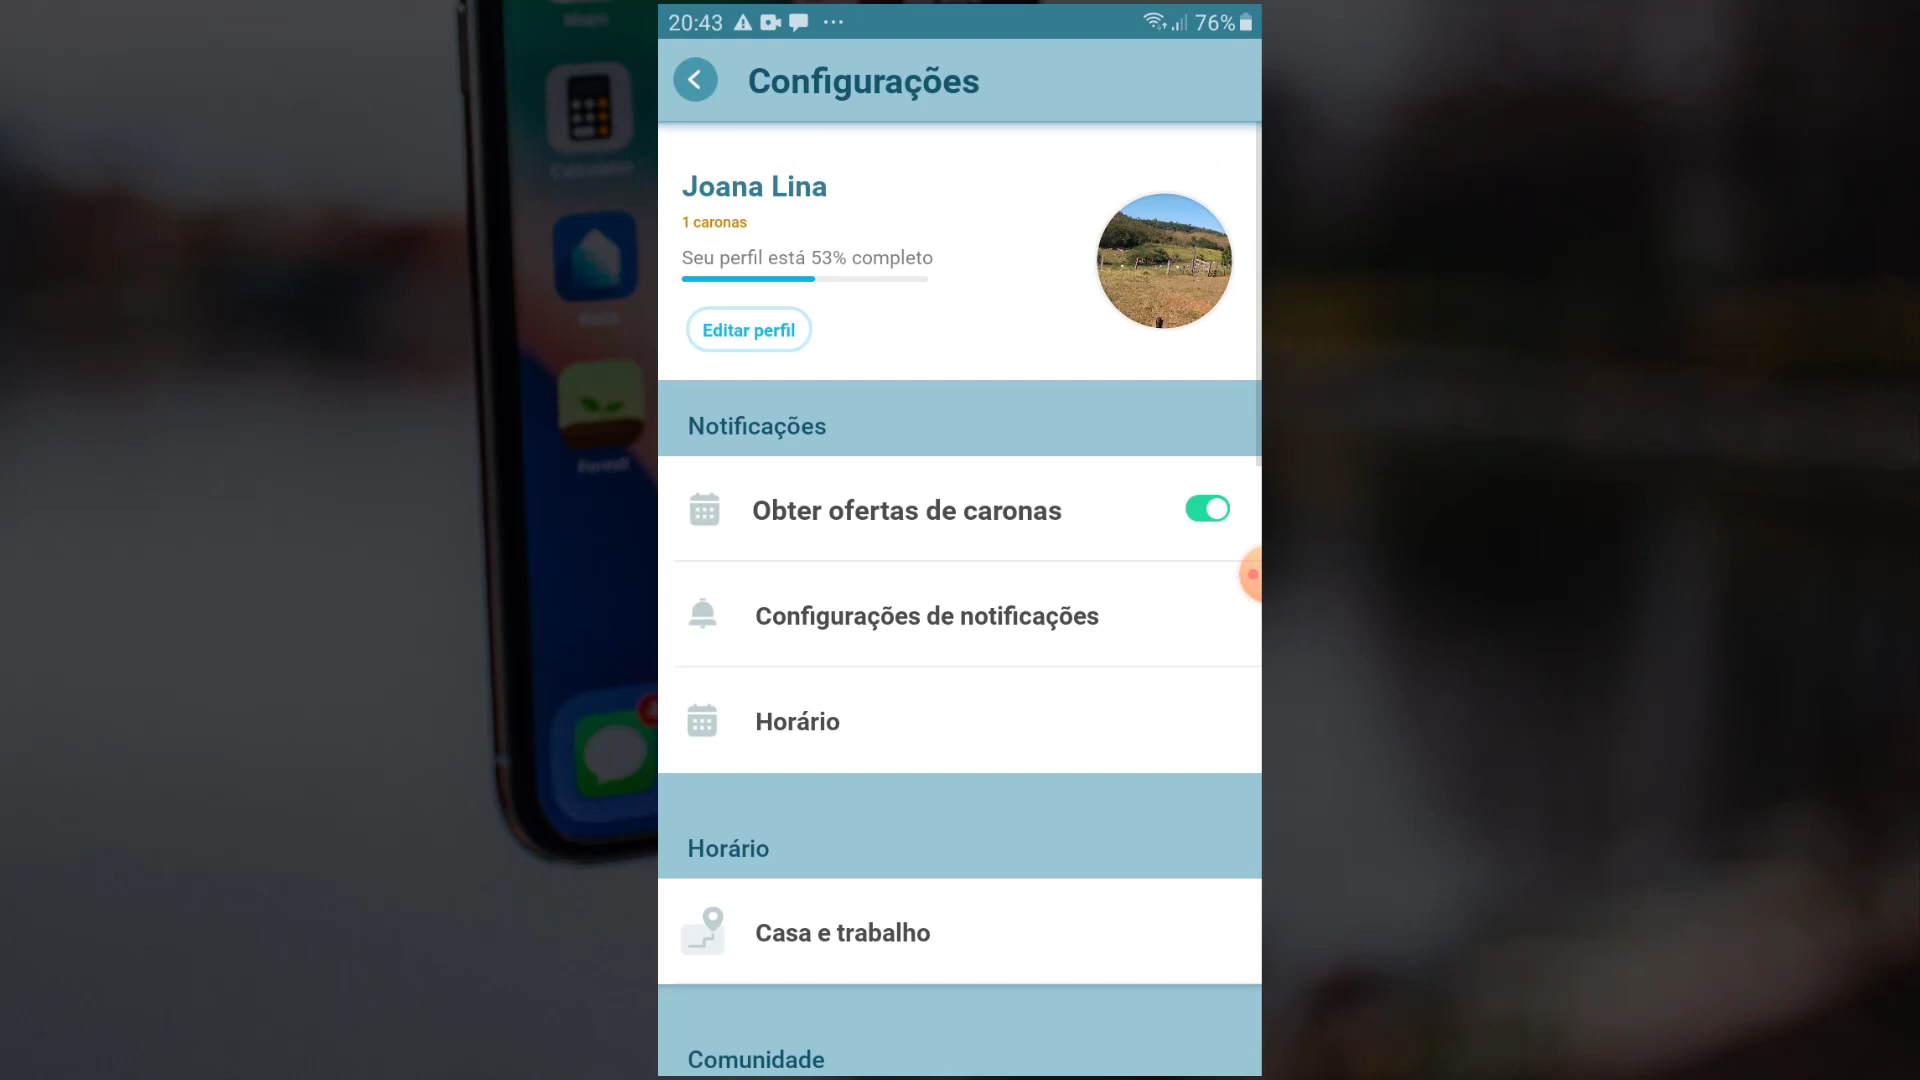 20:43 ... 76%
Configurações
Joana Lina
1 caronas
Seu perfil está 53% completo
Editar perfil
Notificações
Obter ofertas de caronas
Configurações de notificações
Horário
Horário
Casa e trabalho
Comunidade